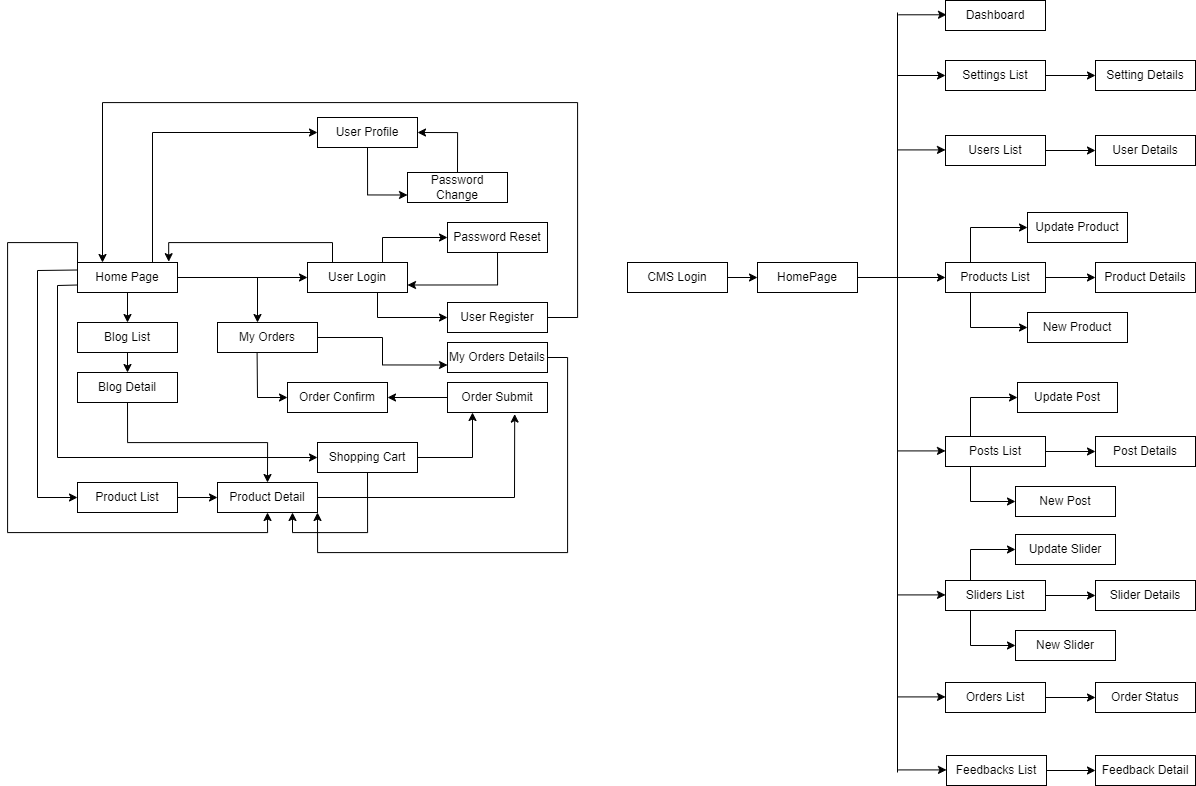 Dashboard
Settings List
Setting Details
User Profile
Users List
User Details
Password
Change
Password Reset
Update Product
Home Page
User Login
CMS Login
HomePage
Products List
Product Details
User Register
New Product
Blog List
My Orders
My Orders Details
Blog Detail
Order Confirm
Order Submit
Update Post
Shopping Cart
Posts List
Post Details
Product List
Product Detail
New Post
Update Slider
Sliders List
Slider Details
New Slider
Orders List
Order Status
Feedbacks List
Feedback Detail